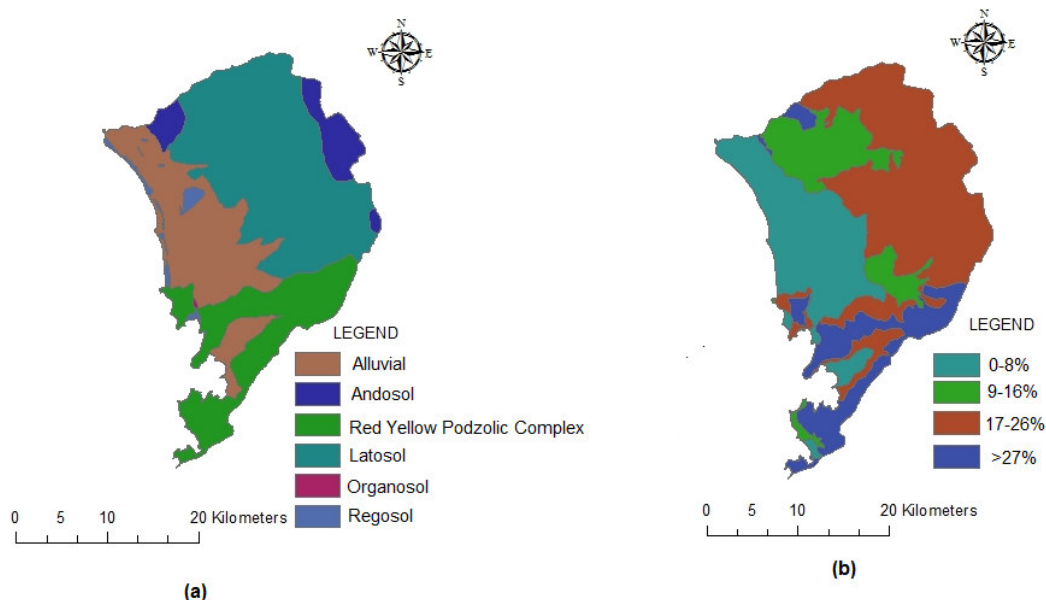 N
W
E
S
LEGEND
Alluvial
Andosol
Red Yellow Podzolic Complex
Latosol
Organosol
Regosol
0 5 10 20 Kilometers
(a)
N
W
E
S
LEGEND
0-8%
9-16%
17-26%
>27%
0 5 10 20 Kilometers
(b)